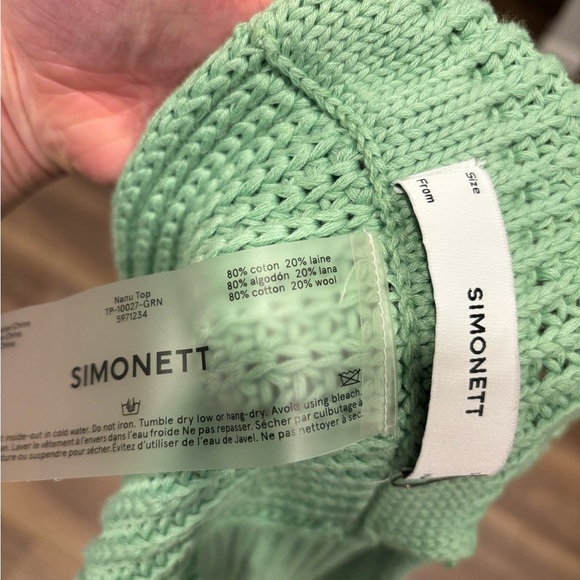 80% coton 20% laine
80% algodón 20% lana
80% cotton 20% wool
Nanu Top
TP-10027-GRN
5971234
SIMONETT
inside-out in cold water. Do not iron. Tumble dry low or hang-dry. Avoid using bleach.
Laver le vêtement à l'envers dans l'eau froide Ne pas repasser. Sécher par culbutage à
ou suspendre pour sécher. Évitez d'utiliser de l'eau de Javel. Ne pas nettoyer à sec.
Size
From
SIMONETT